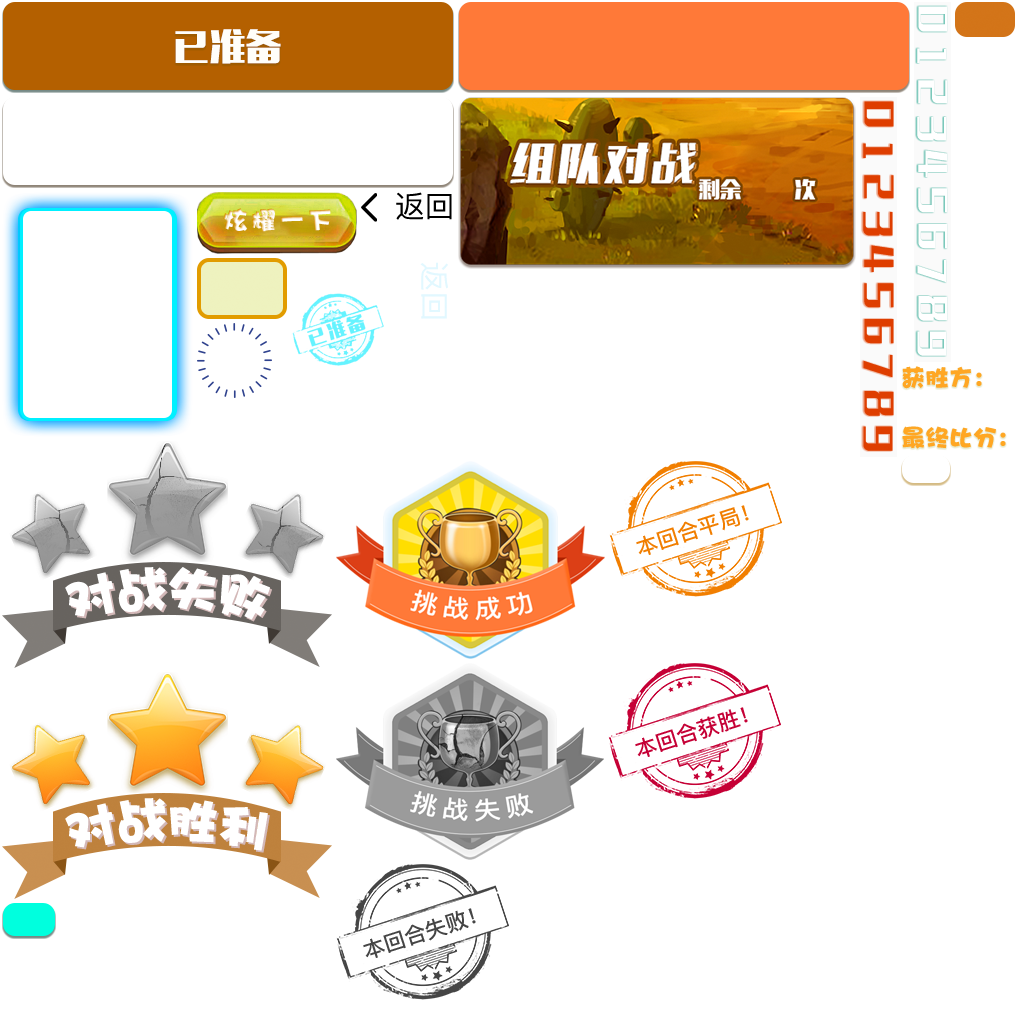 已准备
组队对战
剩余 次
炫耀一下
返回
返回
已准备
0123456789
0123456789
获胜方：
最终比分：
对战失败
挑战成功
本回合平局！
对战胜利
挑战失败
本回合获胜！
本回合失败！